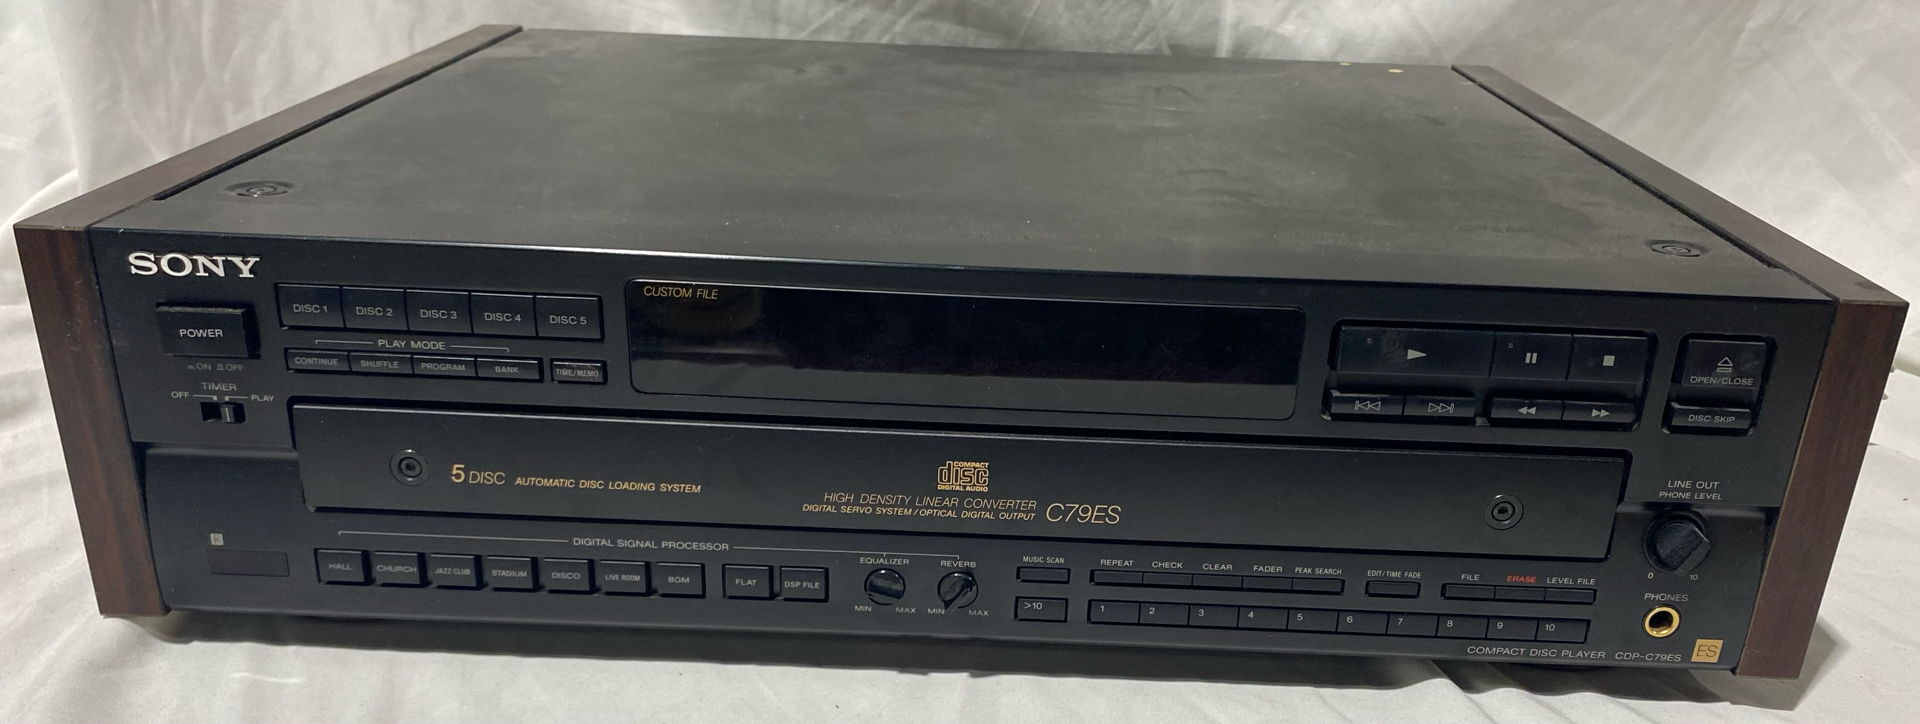 SONY
CUSTOM FILE
DISC 1 DISC 2 DISC 3 DISC 4 DISC 5
POWER
ON OFF
PLAY MODE
CONTINUE SHUFFLE PROGRAM BANK TIME/MEMO
TIMER
OFF PLAY
OPEN/CLOSE
DISC SKIP
5 DISC AUTOMATIC DISC LOADING SYSTEM
COMPACT
disc
DIGITAL AUDIO
HIGH DENSITY LINEAR CONVERTER
DIGITAL SERVO SYSTEM / OPTICAL DIGITAL OUTPUT
C79ES
LINE OUT
PHONE LEVEL
0 10
R
DIGITAL SIGNAL PROCESSOR
HALL CHURCH JAZZ CLUB STADIUM DISCO LIVE ROOM BGM FLAT DSP FILE
EQUALIZER
MIN MAX
REVERB
MIN MAX
MUSIC SCAN
REPEAT CHECK CLEAR FADER PEAK SEARCH EDIT/TIME FADE FILE ERASE LEVEL FILE
>10 1 2 3 4 5 6 7 8 9 10
PHONES
COMPACT DISC PLAYER CDP-C79ES
ES